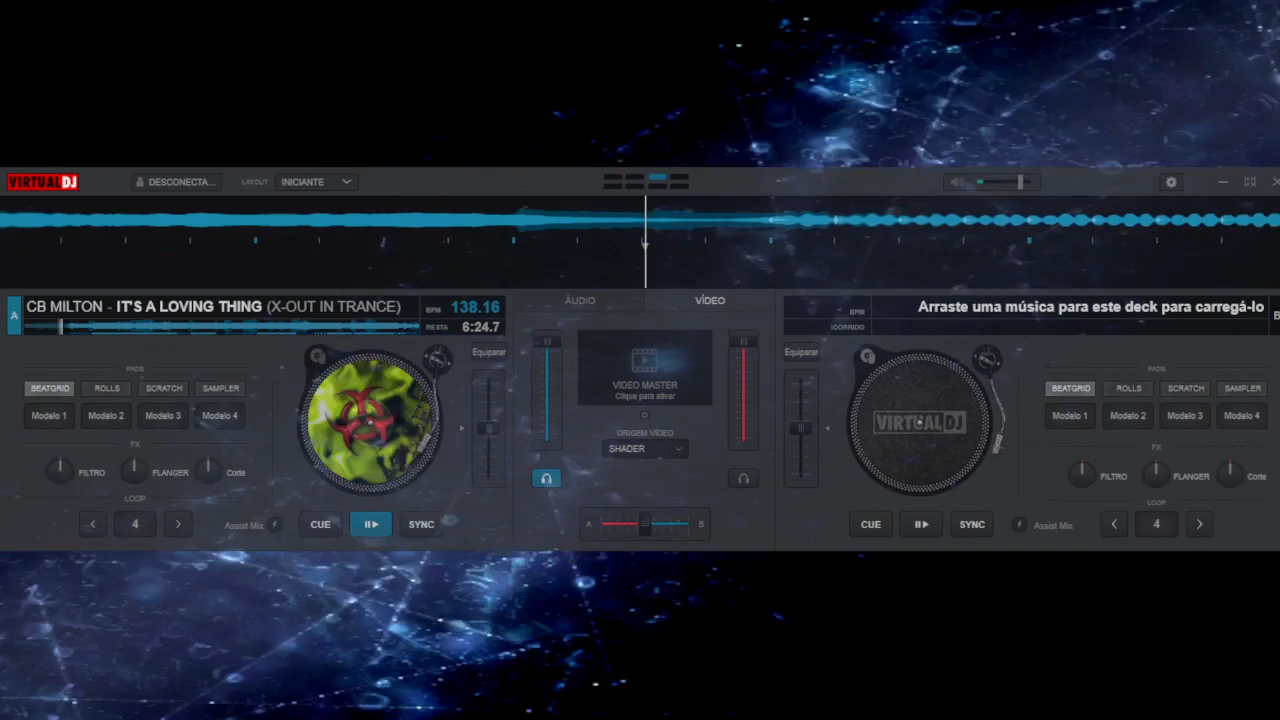 VIRTUAL DJ
DESCONECTA...
LAYOUT
INICIANTE
A
CB MILTON - IT'S A LOVING THING (X-OUT IN TRANCE)
BPM 138.16
RESTA 6:24.7
ÁUDIO
VÍDEO
BPM
Arraste uma música para este deck para carregá-lo
B
Equiparar
VIDEO MASTER
Clique para ativar
ORIGEM VÍDEO
SHADER
Equiparar
PADS
BEATGRID ROLLS SCRATCH SAMPLER
Modelo 1 Modelo 2 Modelo 3 Modelo 4
FX
FILTRO FLANGER Corte
LOOP
4
Assist Mix
CUE
SYNC
A
B
VIRTUAL DJ
PADS
BEATGRID ROLLS SCRATCH SAMPLER
Modelo 1 Modelo 2 Modelo 3 Modelo 4
FX
FILTRO FLANGER Corte
LOOP
CUE
SYNC
Assist Mix
4